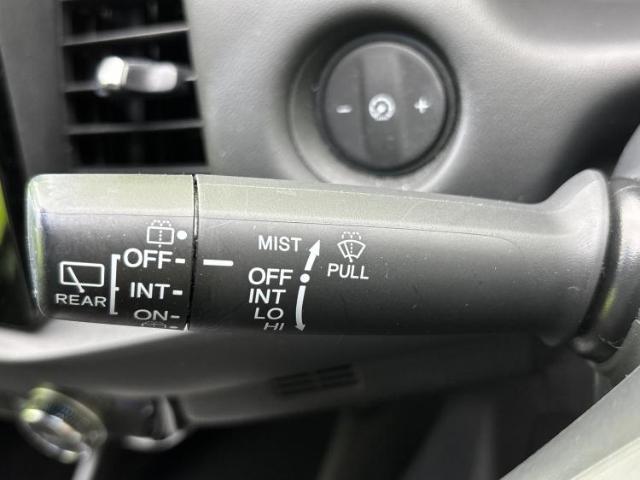 - +
MIST
OFF
INT
LO
HI
PULL
REAR
OFF-
INT-
ON-